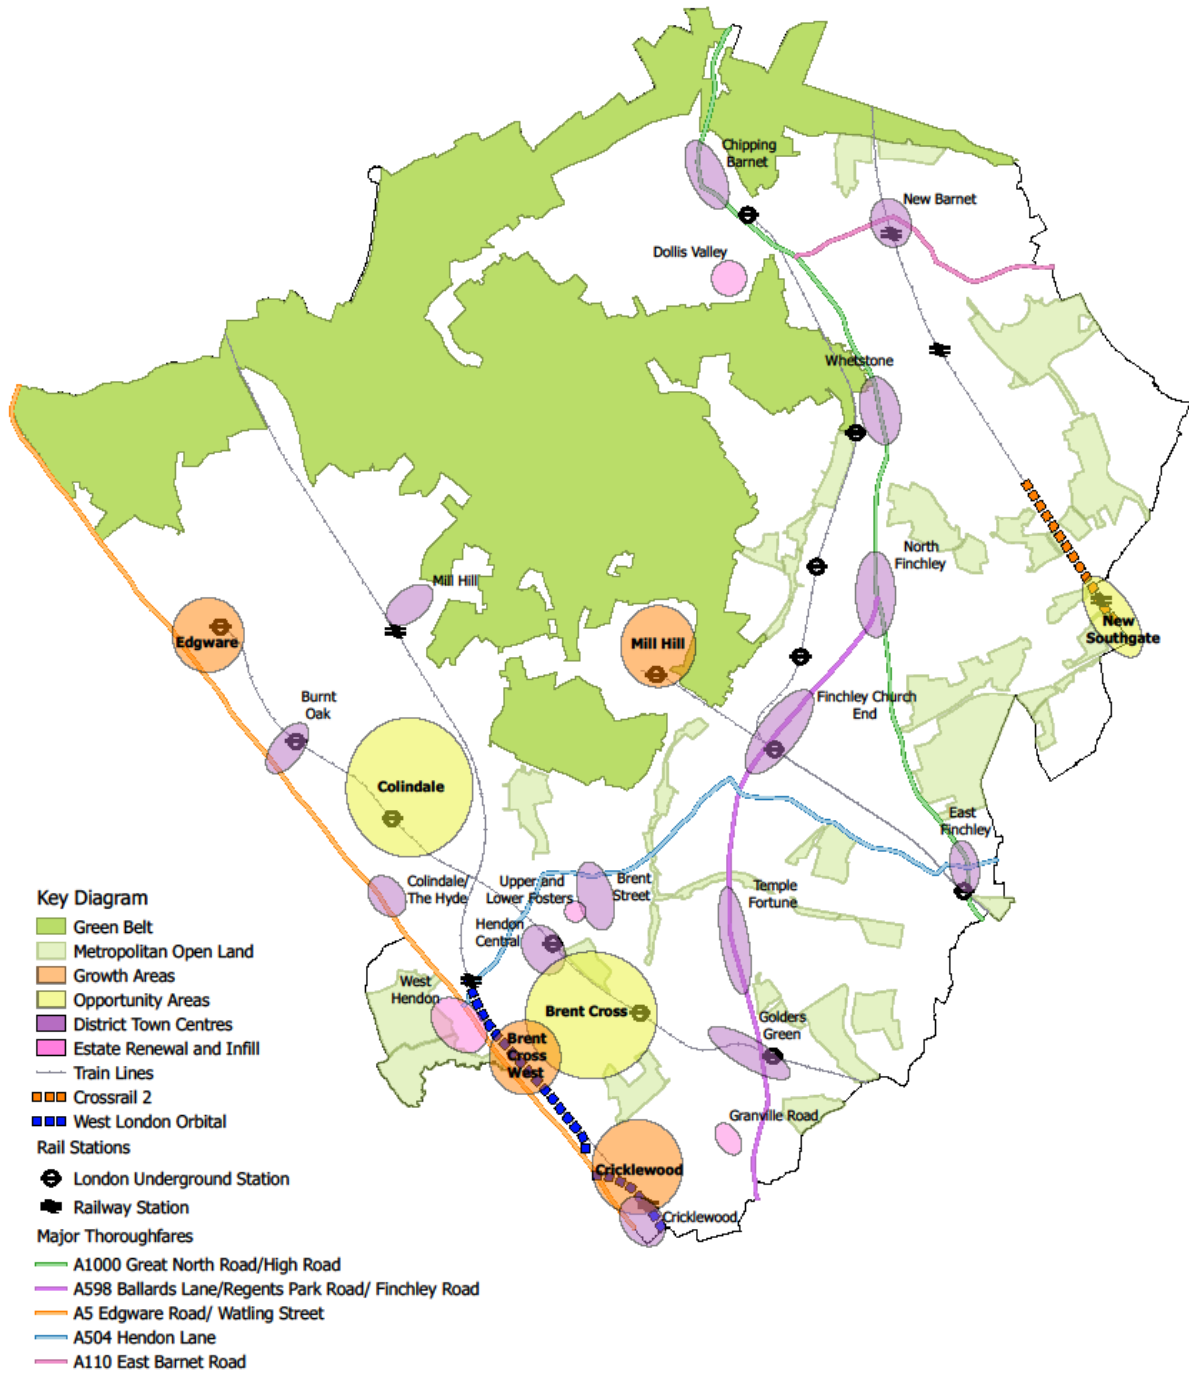 Chipping
Barnet
New Barnet
Dollis Valley
Whetstone
North
Finchley
Mill Hill
New
Southgate
Edgware
Mill Hill
Burnt
Oak
Finchley Church
End
Colindale
East
Finchley
Colindale/
The Hyde
Upper and
Lower Fosters
Brent
Street
Temple
Fortune
Hendon
Central
West
Hendon
Brent Cross
Golders
Green
Brent
Cross
West
Granville Road
Cricklewood
Cricklewood
Key Diagram
Green Belt
Metropolitan Open Land
Growth Areas
Opportunity Areas
District Town Centres
Estate Renewal and Infill
Train Lines
Crossrail 2
West London Orbital
Rail Stations
London Underground Station
Railway Station
Major Thoroughfares
A1000 Great North Road/High Road
A598 Ballards Lane/Regents Park Road/ Finchley Road
A5 Edgware Road/ Watling Street
A504 Hendon Lane
A110 East Barnet Road